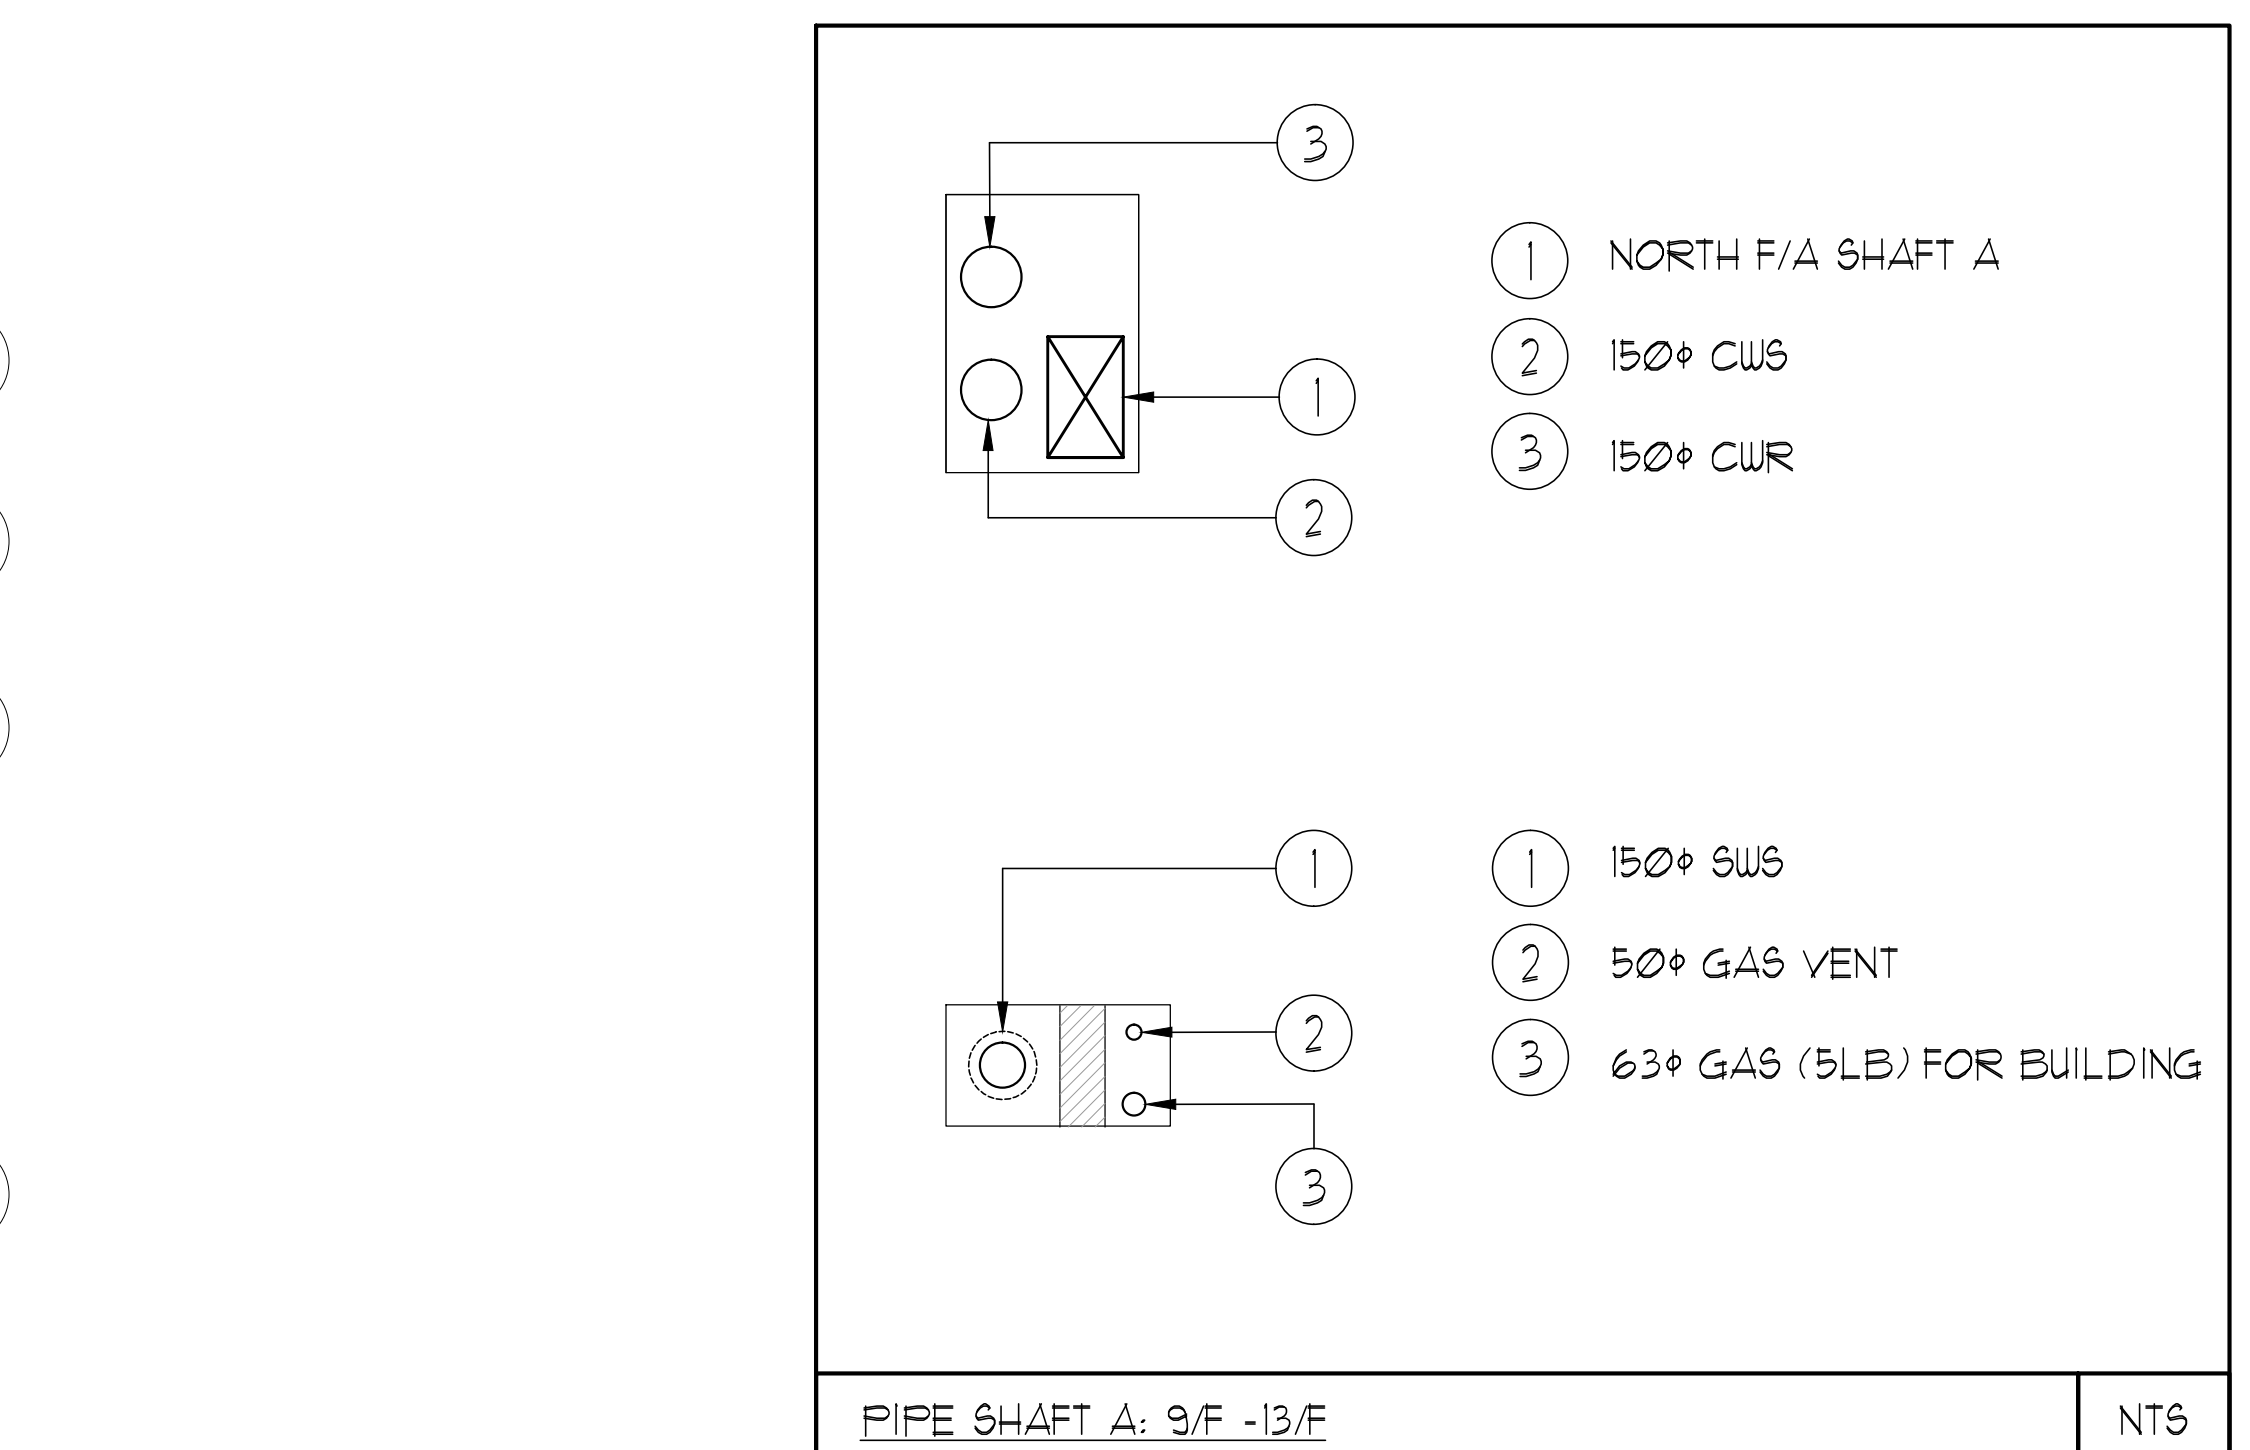 3
1
2
1 NORTH F/A SHAFT A
2 150ϕ CWS
3 150ϕ CWR
1
2
3
1 150ϕ SWS
2 50ϕ GAS VENT
3 63ϕ GAS (5LB) FOR BUILDING
PIPE SHAFT A: 9/F -13/F
NTS